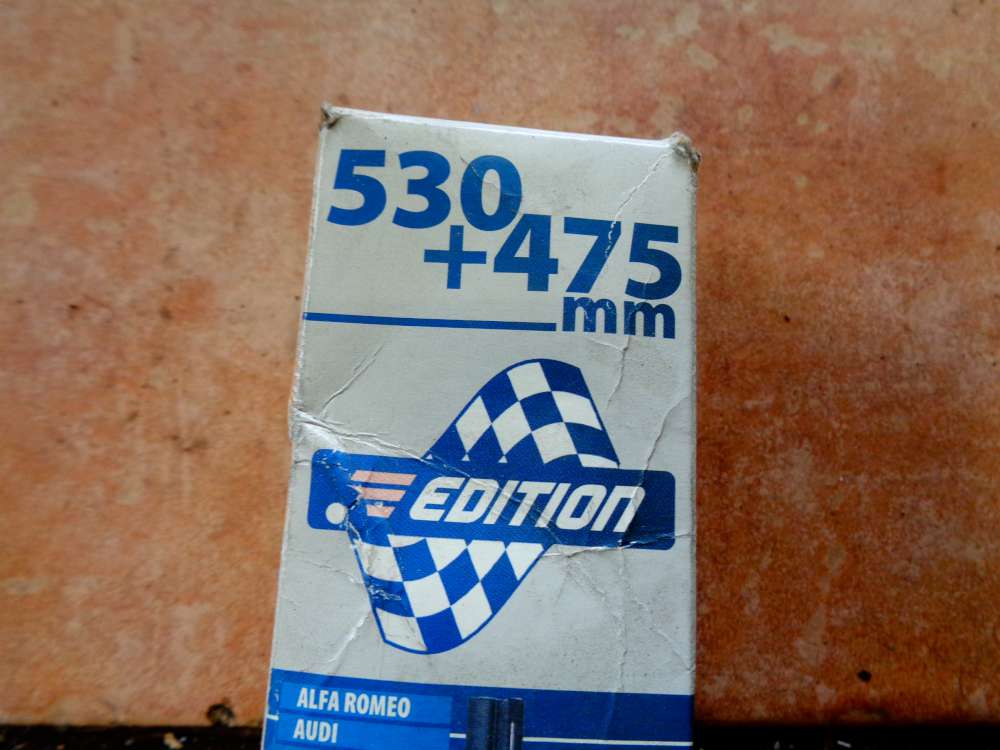 530
+475
mm
EDITION
ALFA ROMEO
AUDI